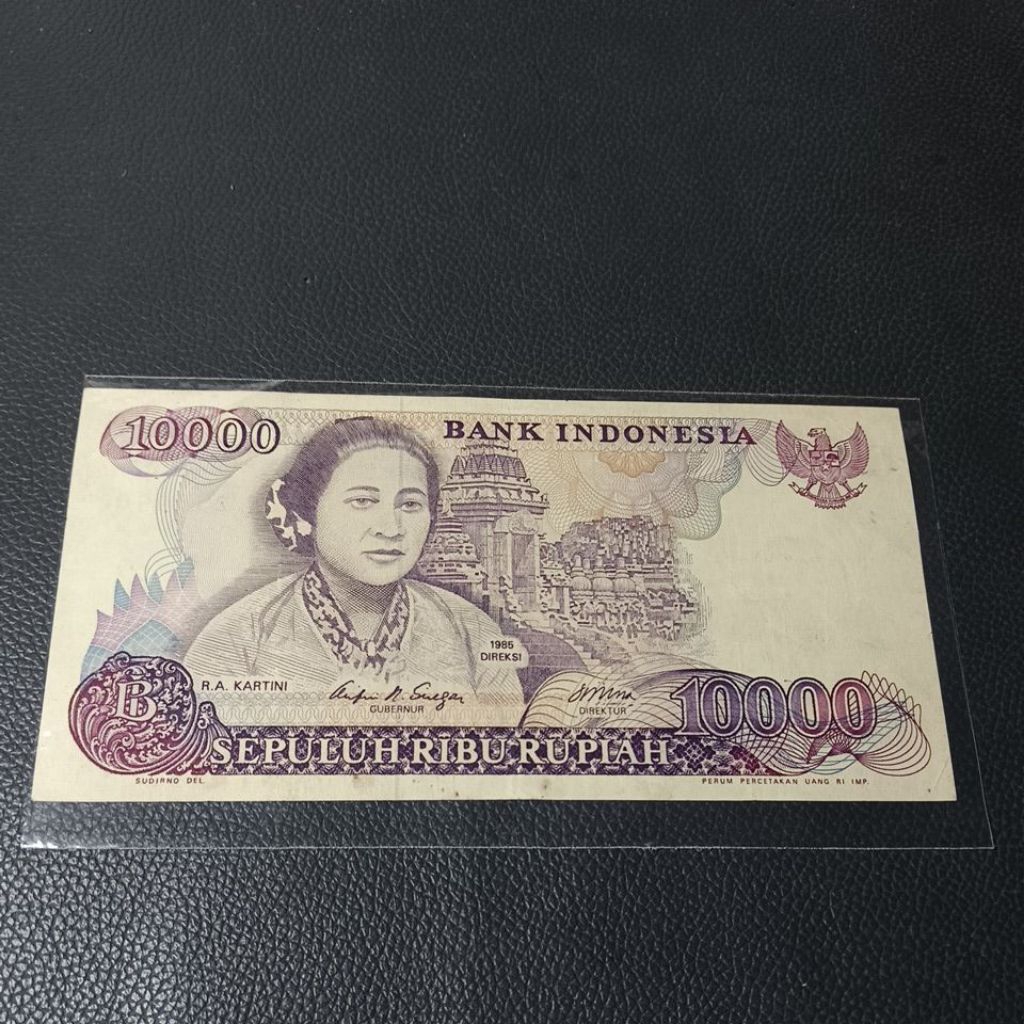 10000
BANK INDONESIA
1985
DIREKSI
R.A. KARTINI
GUBERNUR
DIREKTUR
10000
SEPULUH RIBU RUPIAH
SUDIRNO DEL.
PERUM PERCETAKAN UANG RI IMP.